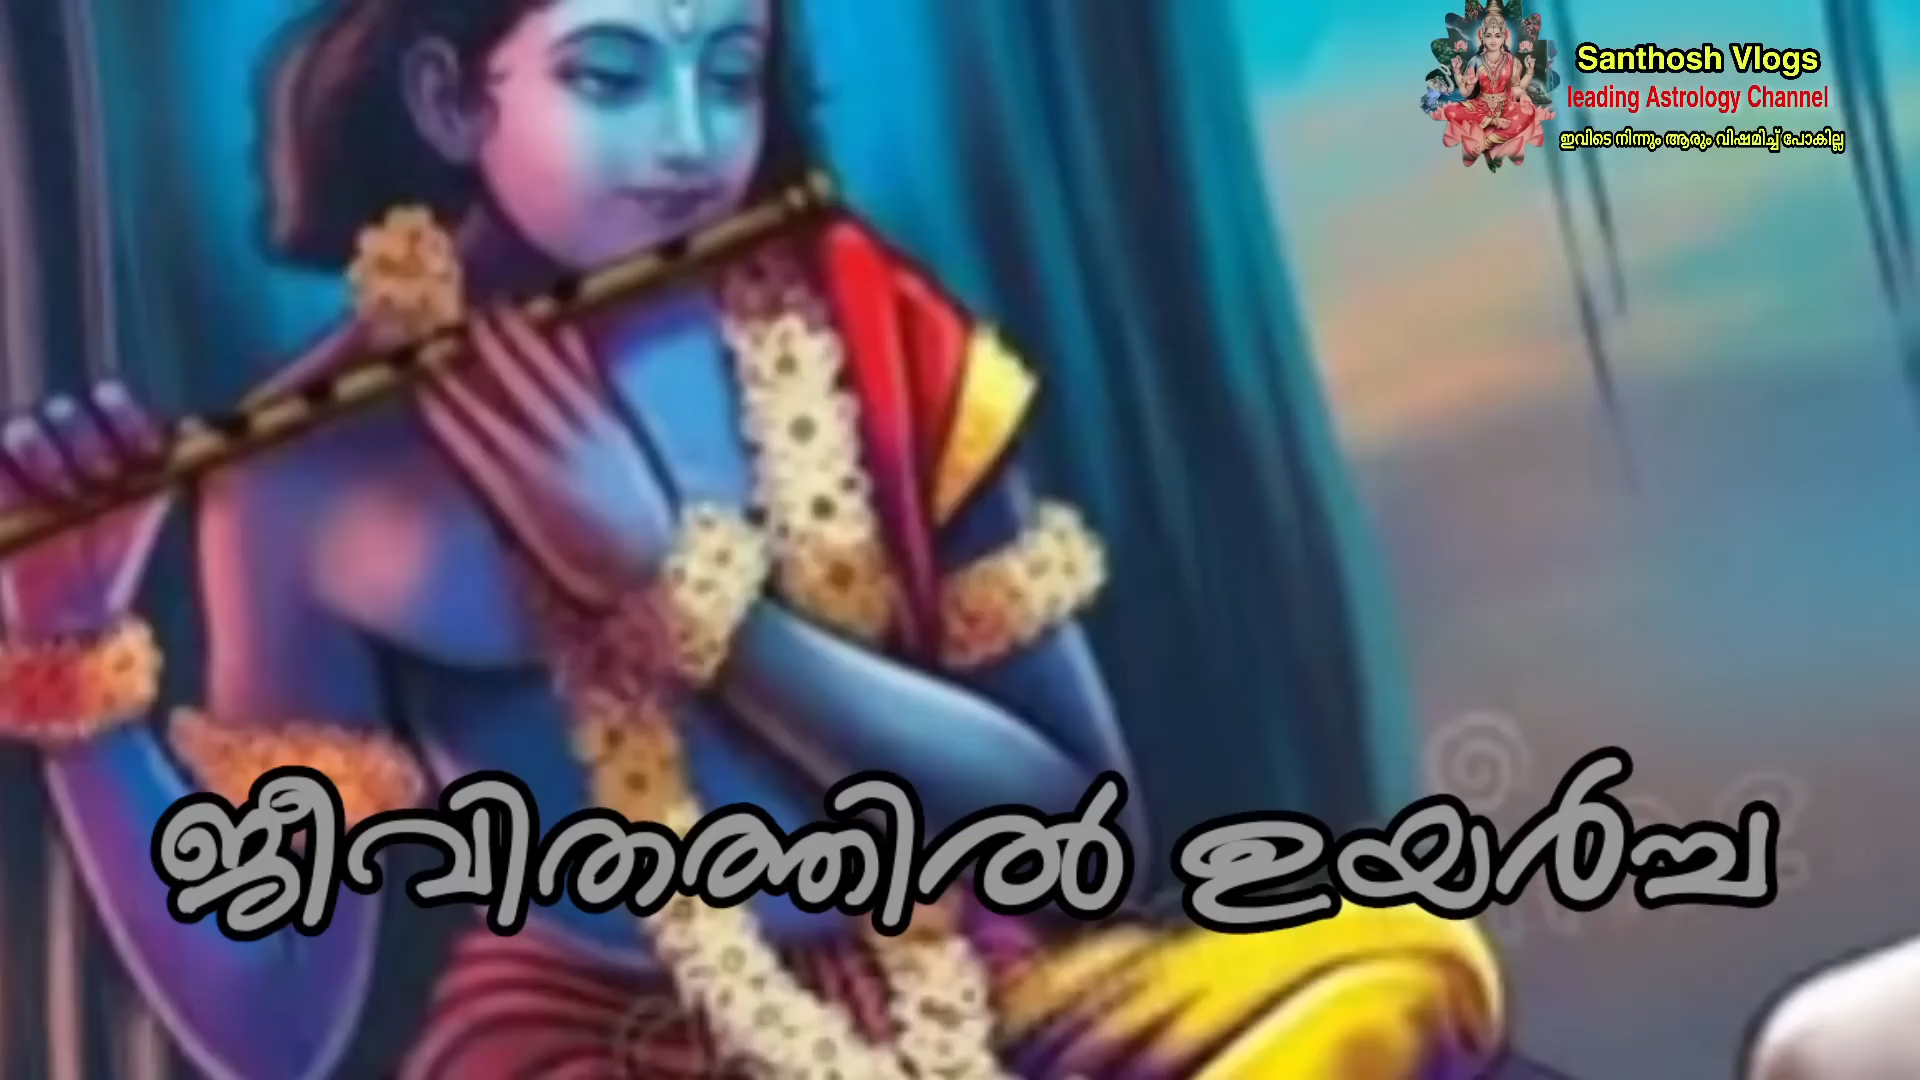 Santhosh Vlogs
leading Astrology Channel
ഇവിടെ നിന്നും ആരും വിഷമിച്ച് പോകില്ല
ജീവിതത്തിൽ ഉയർച്ച